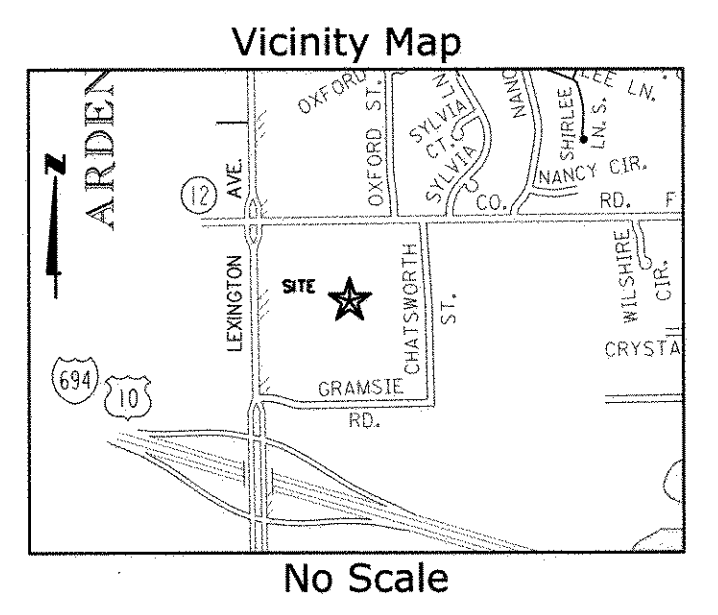 Vicinity Map
ARDEN
OXFORD
OXFORD ST.
SYLVIA
CT.
SYLVIA
LN
NANC
SHIRLEE
LN. S.
LEE LN.
NANCY CIR.
12
AVE.
CO. RD. F
LEXINGTON
SITE
CHATSWORTH
ST.
WILSHIRE
CIR.
CRYSTA
694
10
GRAMSIE
RD.
N
No Scale